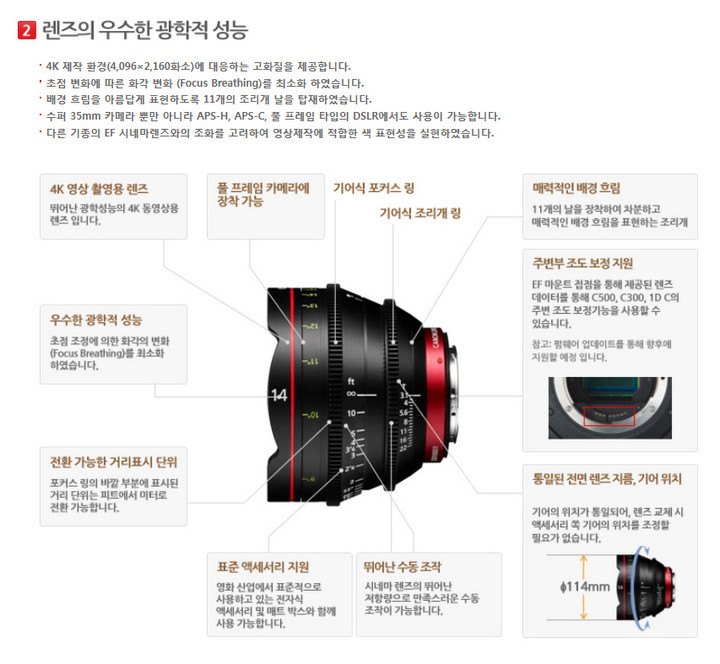 2 렌즈의 우수한 광학적 성능
· 4K 제작 환경(4,096×2,160화소)에 대응하는 고화질을 제공합니다.
· 초점 변화에 따른 화각 변화 (Focus Breathing)를 최소화 하였습니다.
· 배경 흐림을 아름답게 표현하도록 11개의 조리개 날을 탑재하였습니다.
· 수퍼 35mm 카메라 뿐만 아니라 APS-H, APS-C, 풀 프레임 타입의 DSLR에서도 사용이 가능합니다.
· 다른 기종의 EF 시네마렌즈와의 조화를 고려하여 영상제작에 적합한 색 표현성을 실현하였습니다.
4K 영상 촬영용 렌즈
뛰어난 광학성능의 4K 동영상용
렌즈 입니다.
풀 프레임 카메라에
장착 가능
기어식 포커스 링
기어식 조리개 링
매력적인 배경 흐림
11개의 날을 장착하여 차분하고
매력적인 배경 흐림을 표현하는 조리개
주변부 조도 보정 지원
EF 마운트 접점을 통해 제공된 렌즈
데이터를 통해 C500, C300, 1D C의
주변 조도 보정기능을 사용할 수
있습니다.
참고: 펌웨어 업데이트를 통해 향후에
지원할 예정 입니다.
우수한 광학적 성능
초점 조정에 의한 화각의 변화
(Focus Breathing)를 최소화
하였습니다.
14
ft
∞
10
3.1
4
5.6
8
11
16
22
전환 가능한 거리표시 단위
포커스 링의 바깥 부분에 표시된
거리 단위는 피트에서 미터로
전환 가능합니다.
통일된 전면 렌즈 지름, 기어 위치
기어의 위치가 통일되어, 렌즈 교체 시
액세서리 쪽 기어의 위치를 조정할
필요가 없습니다.
ϕ114mm
표준 액세서리 지원
영화 산업에서 표준적으로
사용하고 있는 전자식
액세서리 및 매트 박스와 함께
사용 가능합니다.
뛰어난 수동 조작
시네마 렌즈의 뛰어난
저항량으로 만족스러운 수동
조작이 가능합니다.